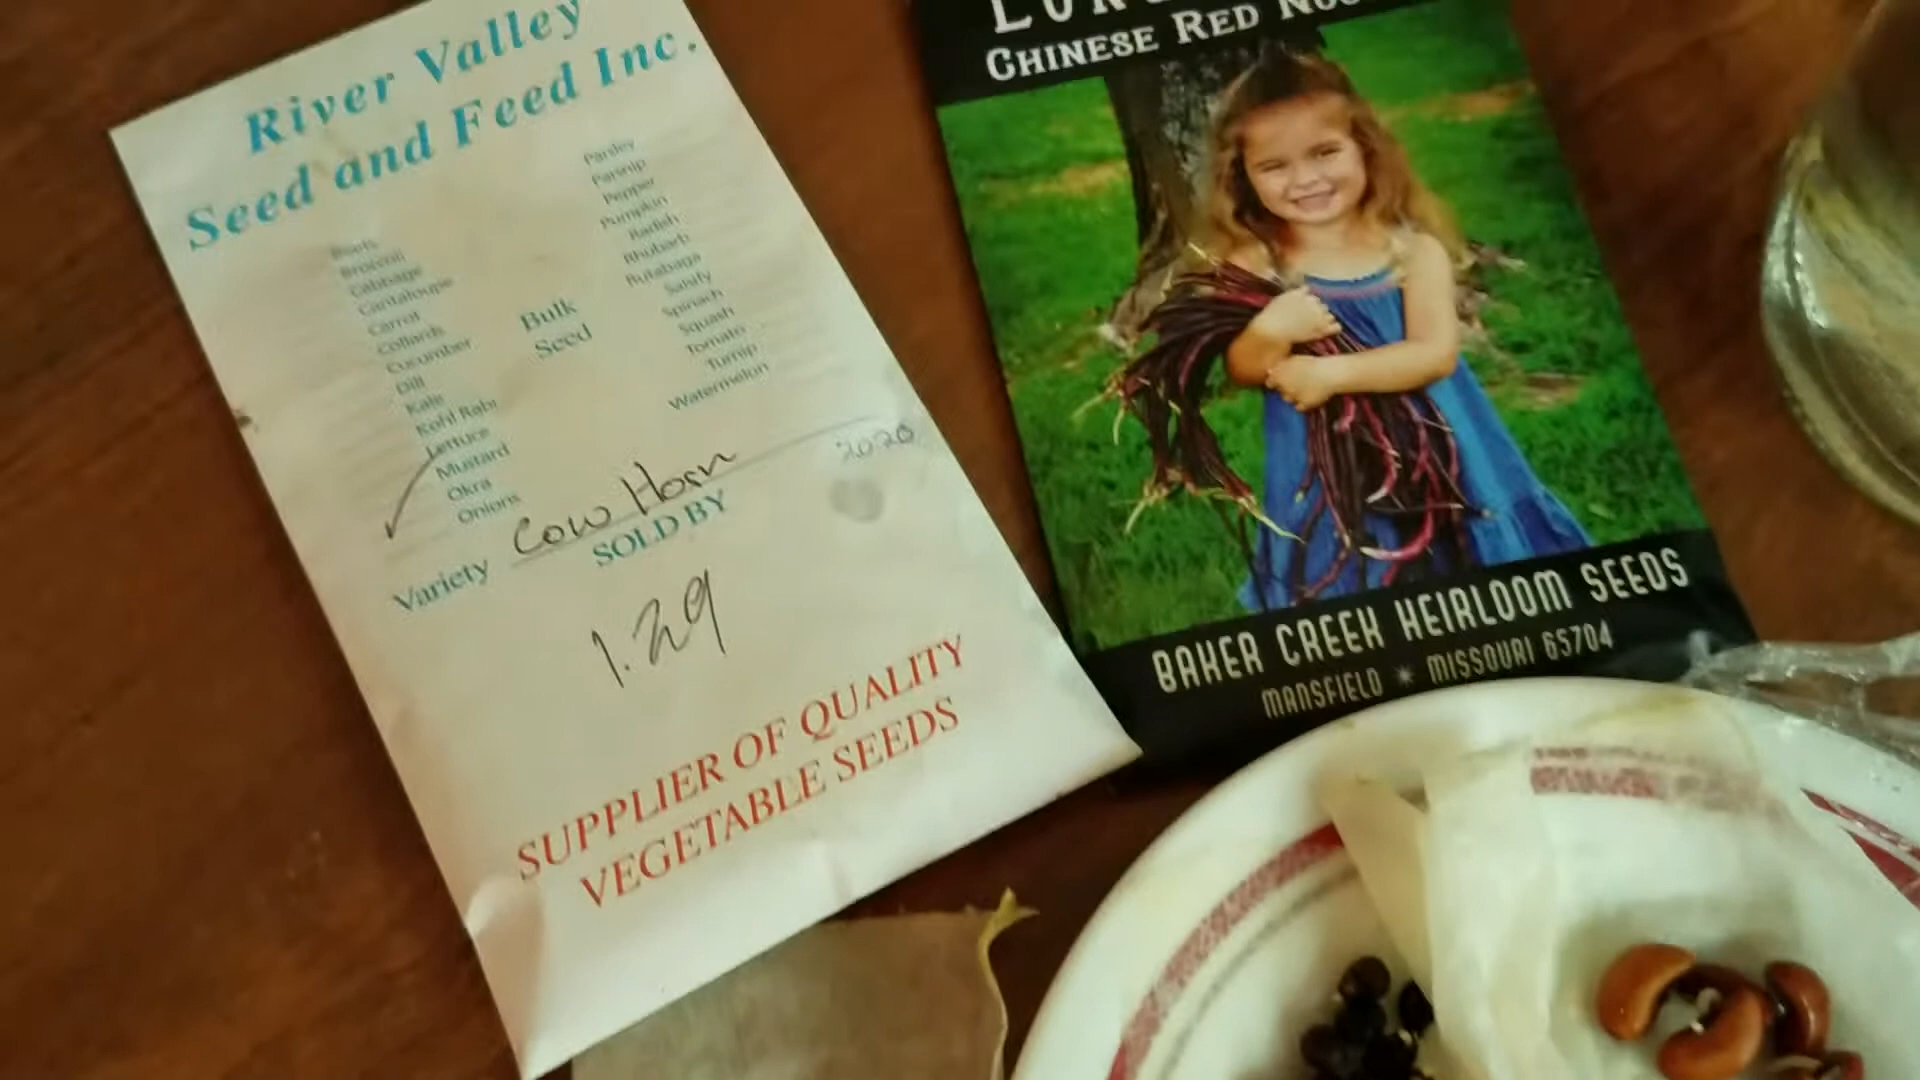 River Valley
Seed and Feed Inc.
Beets
Broccoli
Cabbage
Cantaloupe
Carrot
Collards
Cucumber
Dill
Kale
Kohl Rabi
Lettuce
Mustard
Okra
Onions
Bulk
Seed
Parsley
Parsnip
Pepper
Pumpkin
Radish
Rhubarb
Rutabaga
Salsify
Spinach
Squash
Tomato
Turnip
Watermelon
Variety Cow Horn 2020
SOLD BY
1.29
SUPPLIER OF QUALITY
VEGETABLE SEEDS
CHINESE RED
BAKER CREEK HEIRLOOM SEEDS
MANSFIELD * MISSOURI 65704